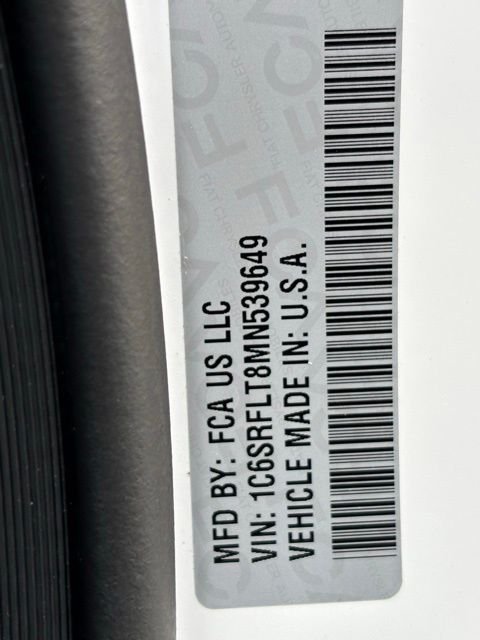 MFD BY: FCA US LLC
VIN: 1C6SRFLT8MN539649
VEHICLE MADE IN: U.S.A.